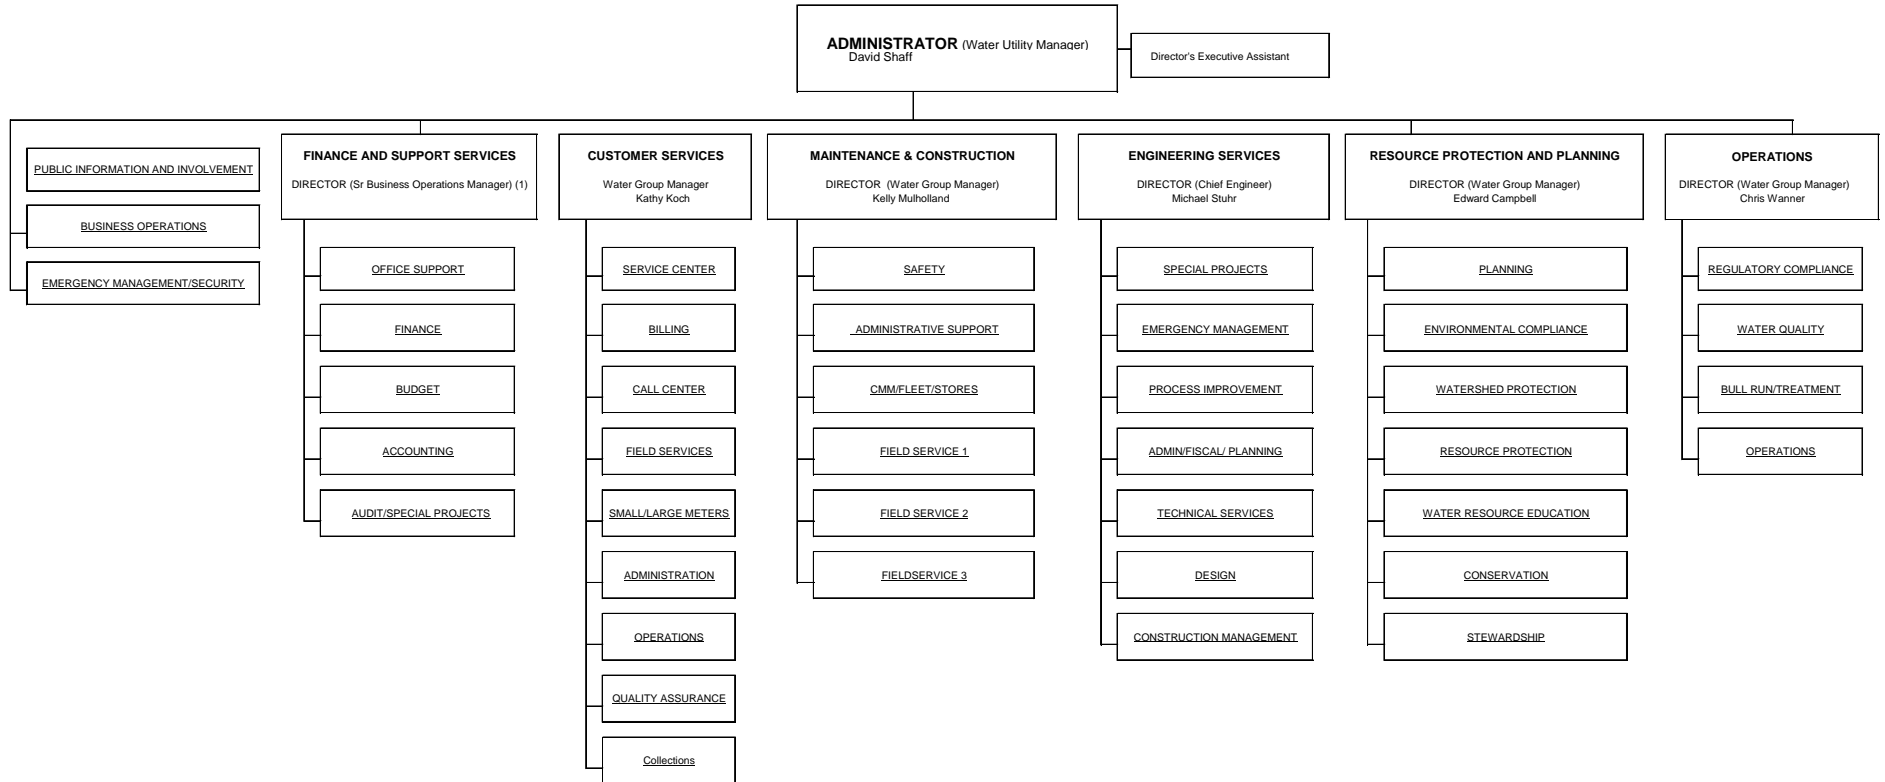 ADMINISTRATOR (Water Utility Manager)
David Shaff
Director's Executive Assistant
PUBLIC INFORMATION AND INVOLVEMENT
BUSINESS OPERATIONS
EMERGENCY MANAGEMENT/SECURITY
FINANCE AND SUPPORT SERVICES
DIRECTOR (Sr Business Operations Manager) (1)
OFFICE SUPPORT
FINANCE
BUDGET
ACCOUNTING
AUDIT/SPECIAL PROJECTS
CUSTOMER SERVICES
Water Group Manager
Kathy Koch
SERVICE CENTER
BILLING
CALL CENTER
FIELD SERVICES
SMALL/LARGE METERS
ADMINISTRATION
OPERATIONS
QUALITY ASSURANCE
Collections
MAINTENANCE & CONSTRUCTION
DIRECTOR (Water Group Manager)
Kelly Mulholland
SAFETY
ADMINISTRATIVE SUPPORT
CMM/FLEET/STORES
FIELD SERVICE 1
FIELD SERVICE 2
FIELDSERVICE 3
ENGINEERING SERVICES
DIRECTOR (Chief Engineer)
Michael Stuhr
SPECIAL PROJECTS
EMERGENCY MANAGEMENT
PROCESS IMPROVEMENT
ADMIN/FISCAL/ PLANNING
TECHNICAL SERVICES
DESIGN
CONSTRUCTION MANAGEMENT
RESOURCE PROTECTION AND PLANNING
DIRECTOR (Water Group Manager)
Edward Campbell
PLANNING
ENVIRONMENTAL COMPLIANCE
WATERSHED PROTECTION
RESOURCE PROTECTION
WATER RESOURCE EDUCATION
CONSERVATION
STEWARDSHIP
OPERATIONS
DIRECTOR (Water Group Manager)
Chris Wanner
REGULATORY COMPLIANCE
WATER QUALITY
BULL RUN/TREATMENT
OPERATIONS